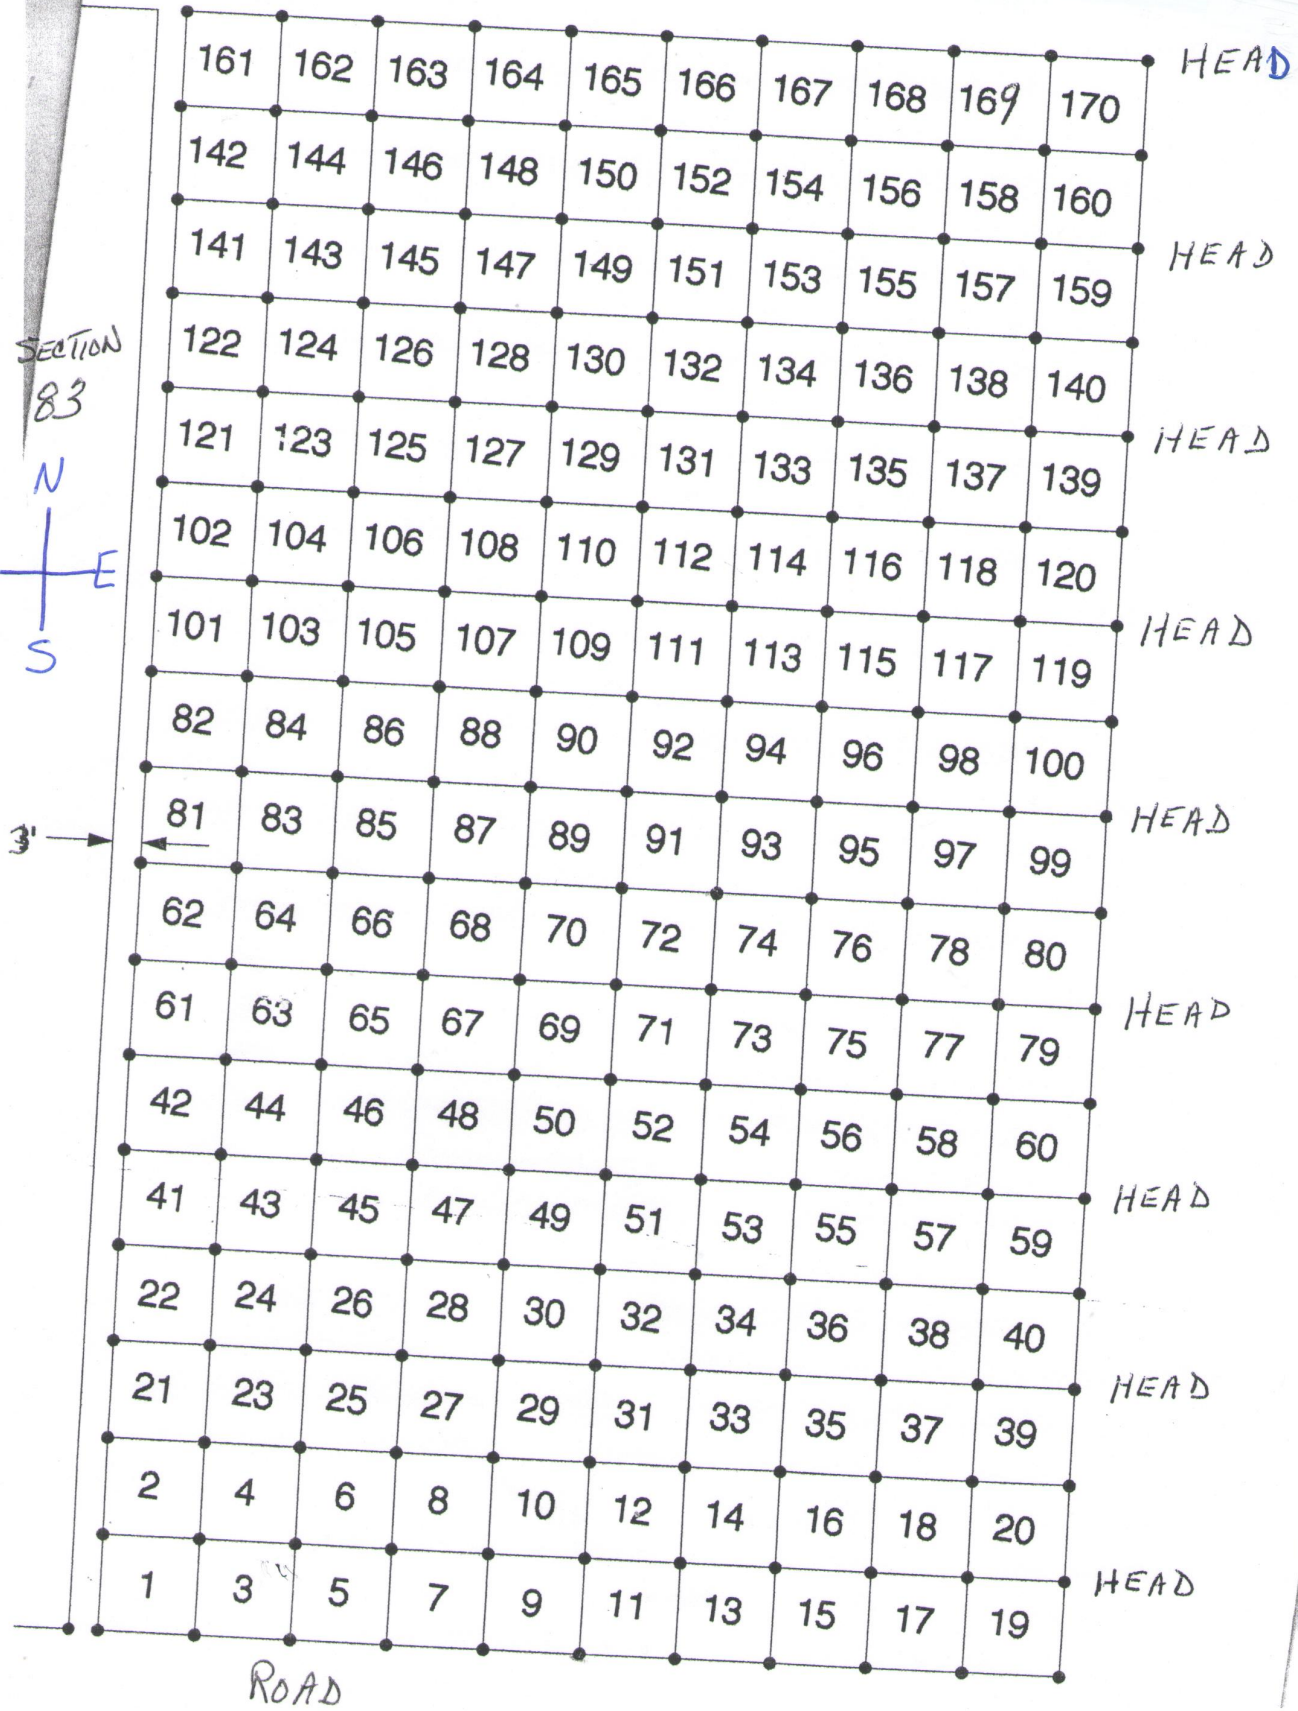 161 162 163 164 165 166 167 168 169 170 HEAD
142 144 146 148 150 152 154 156 158 160
HEAD
141 143 145 147 149 151 153 155 157 159
SECTION
83
122 124 126 128 130 132 134 136 138 140
HEAD
121 123 125 127 129 131 133 135 137 139
N
E
S
102 104 106 108 110 112 114 116 118 120
HEAD
101 103 105 107 109 111 113 115 117 119
82 84 86 88 90 92 94 96 98 100
HEAD
3'
81 83 85 87 89 91 93 95 97 99
62 64 66 68 70 72 74 76 78 80
HEAD
61 63 65 67 69 71 73 75 77 79
42 44 46 48 50 52 54 56 58 60
HEAD
41 43 45 47 49 51 53 55 57 59
22 24 26 28 30 32 34 36 38 40
HEAD
21 23 25 27 29 31 33 35 37 39
2 4 6 8 10 12 14 16 18 20
HEAD
1 3 5 7 9 11 13 15 17 19
ROAD